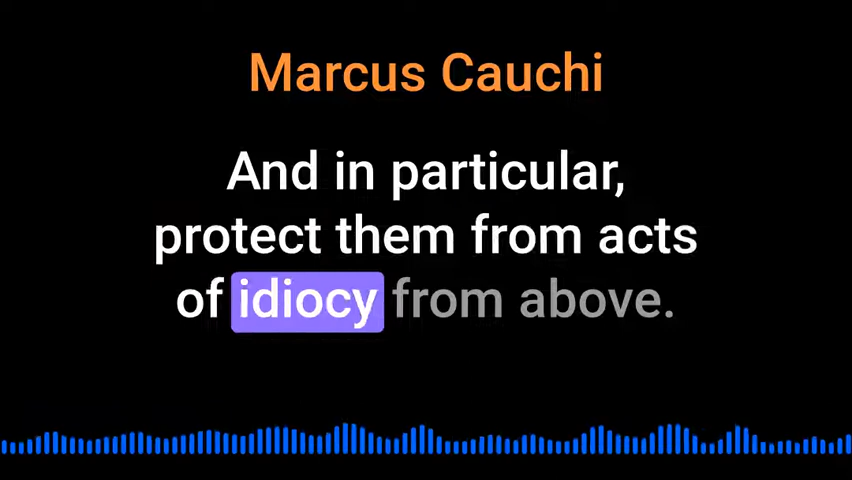 Marcus Cauchi
And in particular,
protect them from acts
of idiocy from above.